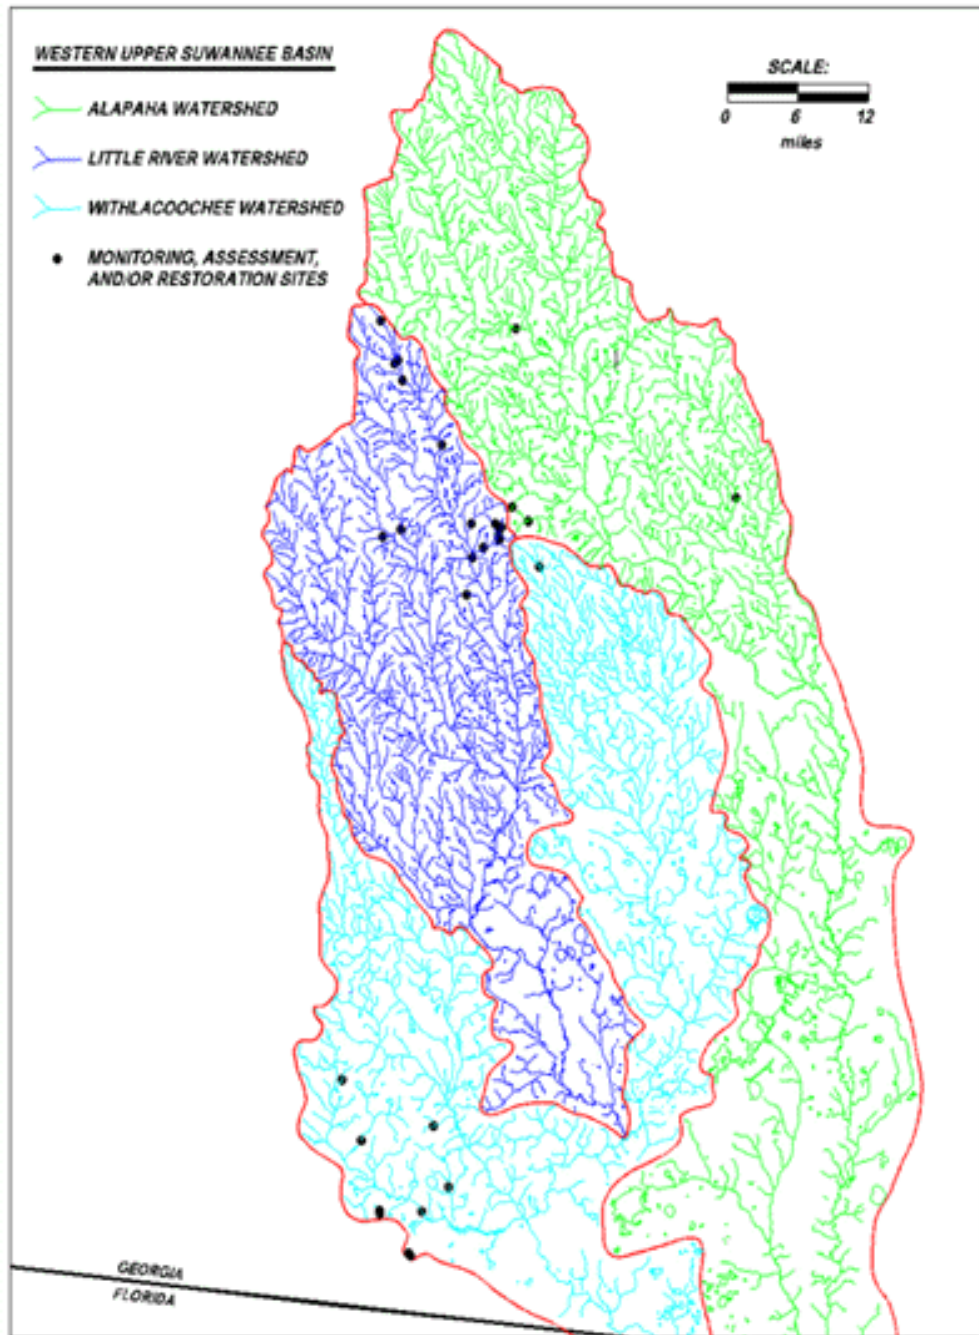 WESTERN UPPER SUWANNEE BASIN
ALAPAHA WATERSHED
LITTLE RIVER WATERSHED
WITHLACOOCHEE WATERSHED
MONITORING, ASSESSMENT,
AND/OR RESTORATION SITES
SCALE:
0 6 12
miles
GEORGIA
FLORIDA